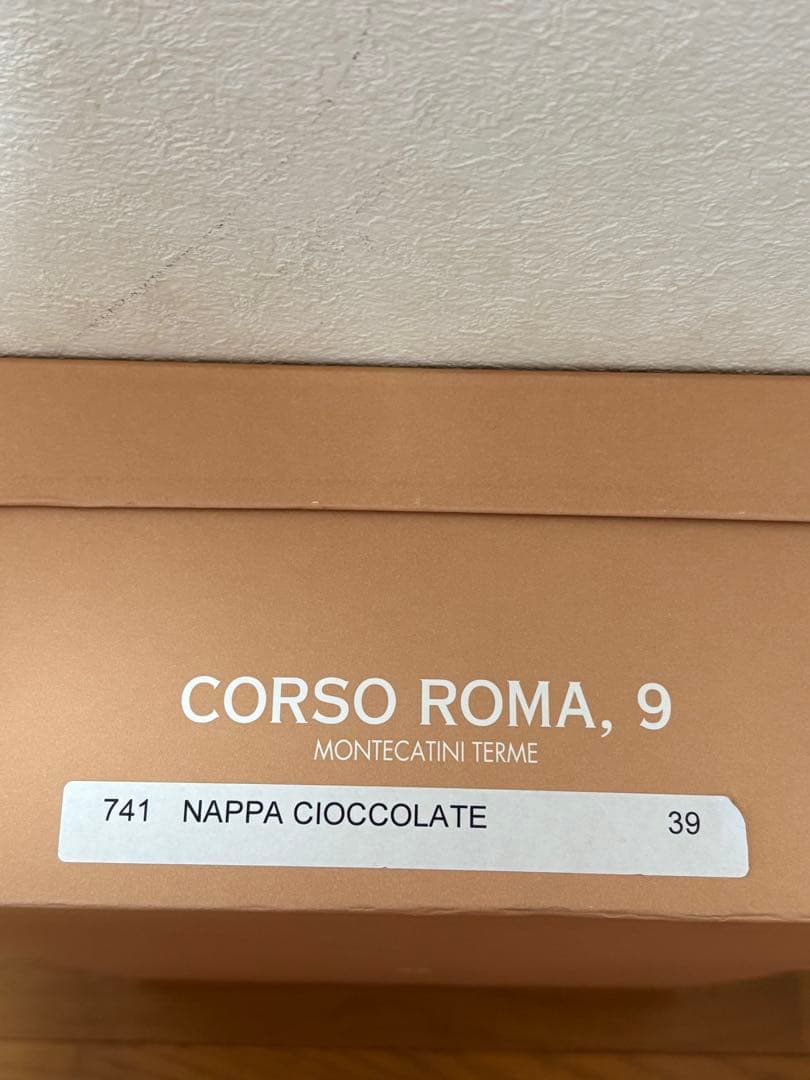 CORSO ROMA, 9
MONTECATINI TERME
741 NAPPA CIOCCOLATE 39